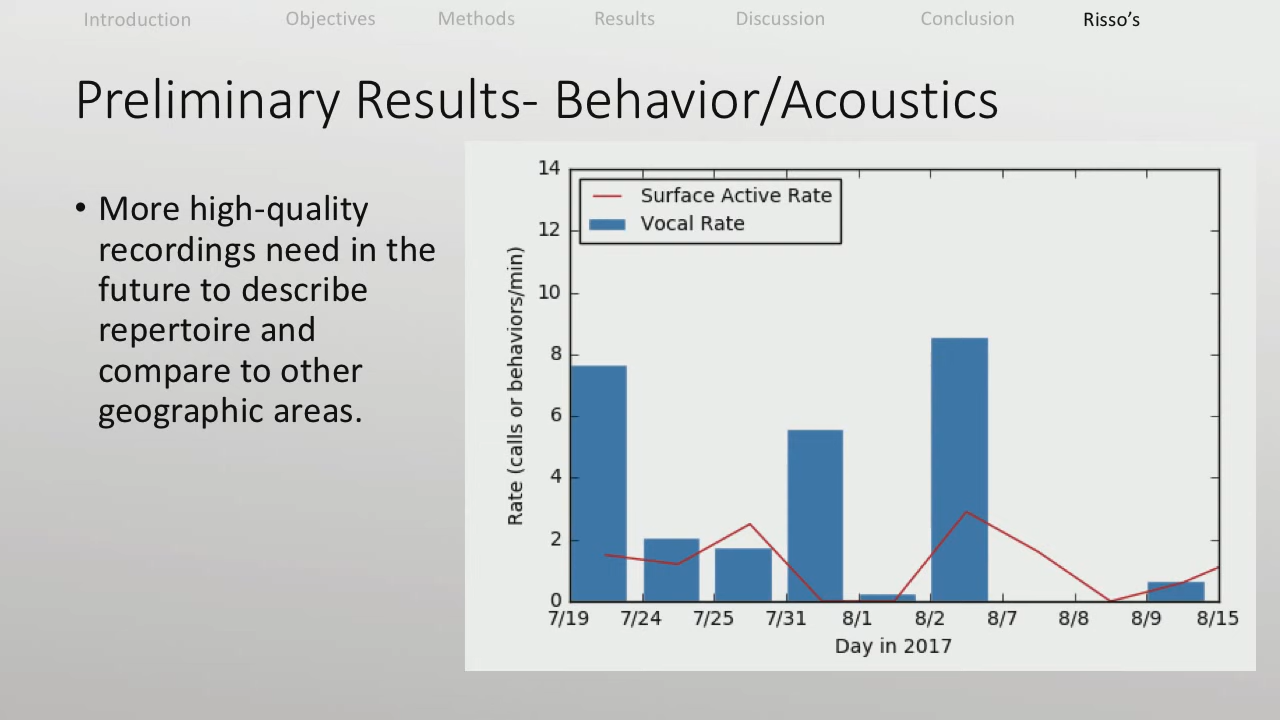 Introduction Objectives Methods Results Discussion Conclusion Risso's
Preliminary Results- Behavior/Acoustics
• More high-quality
recordings need in the
future to describe
repertoire and
compare to other
geographic areas.
Surface Active Rate
Vocal Rate
Rate (calls or behaviors/min)
14
12
10
8
6
4
2
0
7/19 7/24 7/25 7/31 8/1 8/2 8/7 8/8 8/9 8/15
Day in 2017